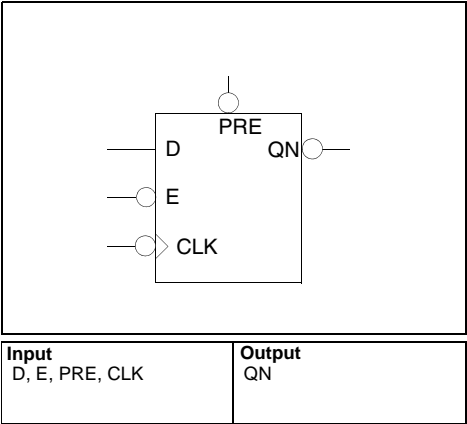 PRE
D
QN
E
CLK
Input
D, E, PRE, CLK
Output
QN